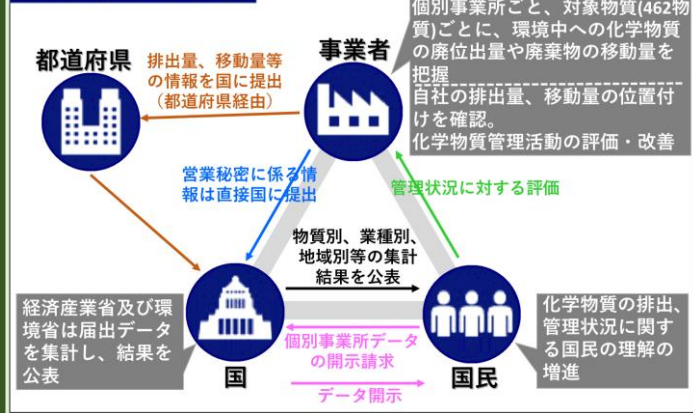 個別事業所ごと、対象物質(462物
質)ごとに、環境中への化学物質
の廃位出量や廃棄物の移動量を
把握
自社の排出量、移動量の位置付
けを確認。
化学物質管理活動の評価・改善
事業者
都道府県
排出量、移動量等
の情報を国に提出
（都道府県経由）
営業秘密に係る情
報は直接国に提出
管理状況に対する評価
物質別、業種別、
地域別等の集計
結果を公表
経済産業省及び環
境省は届出データ
を集計し、結果を
公表
国
個別事業所データ
の開示請求
データ開示
国民
化学物質の排出、
管理状況に関す
る国民の理解の
増進